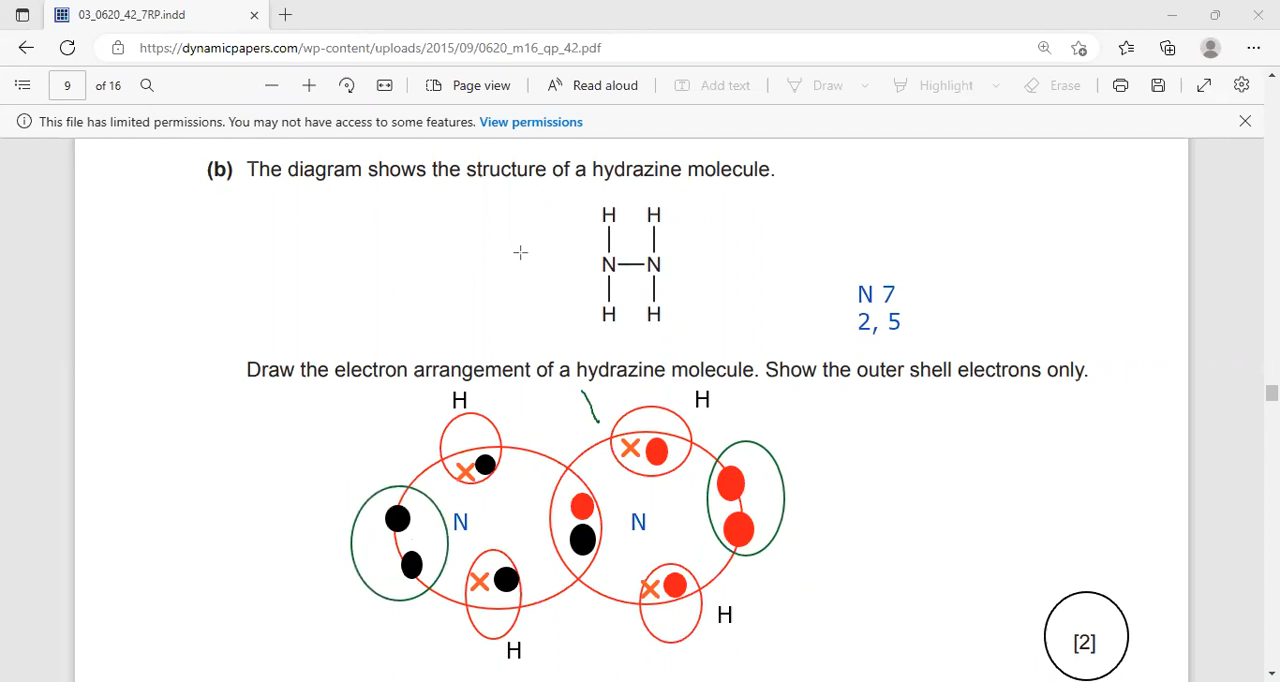 03_0620_42_7RP.indd
https://dynamicpapers.com/wp-content/uploads/2015/09/0620_m16_qp_42.pdf
9 of 16 Page view Read aloud Add text Draw Highlight Erase
This file has limited permissions. You may not have access to some features. View permissions
(b) The diagram shows the structure of a hydrazine molecule.
H H
N N
H H
N 7
2, 5
Draw the electron arrangement of a hydrazine molecule. Show the outer shell electrons only.
H H
N N
H
H
[2]